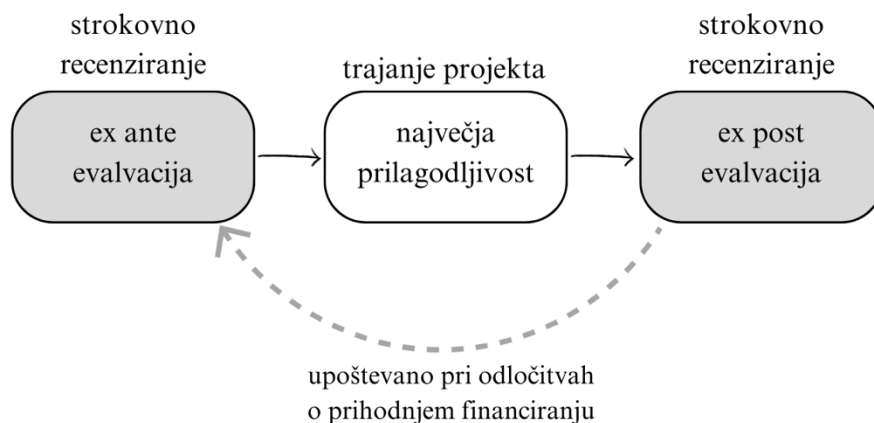 strokovno
recenziranje
ex ante
evalvacija
trajanje projekta
največja
prilagodljivost
strokovno
recenziranje
ex post
evalvacija
upoštevano pri odločitvah
o prihodnjem financiranju